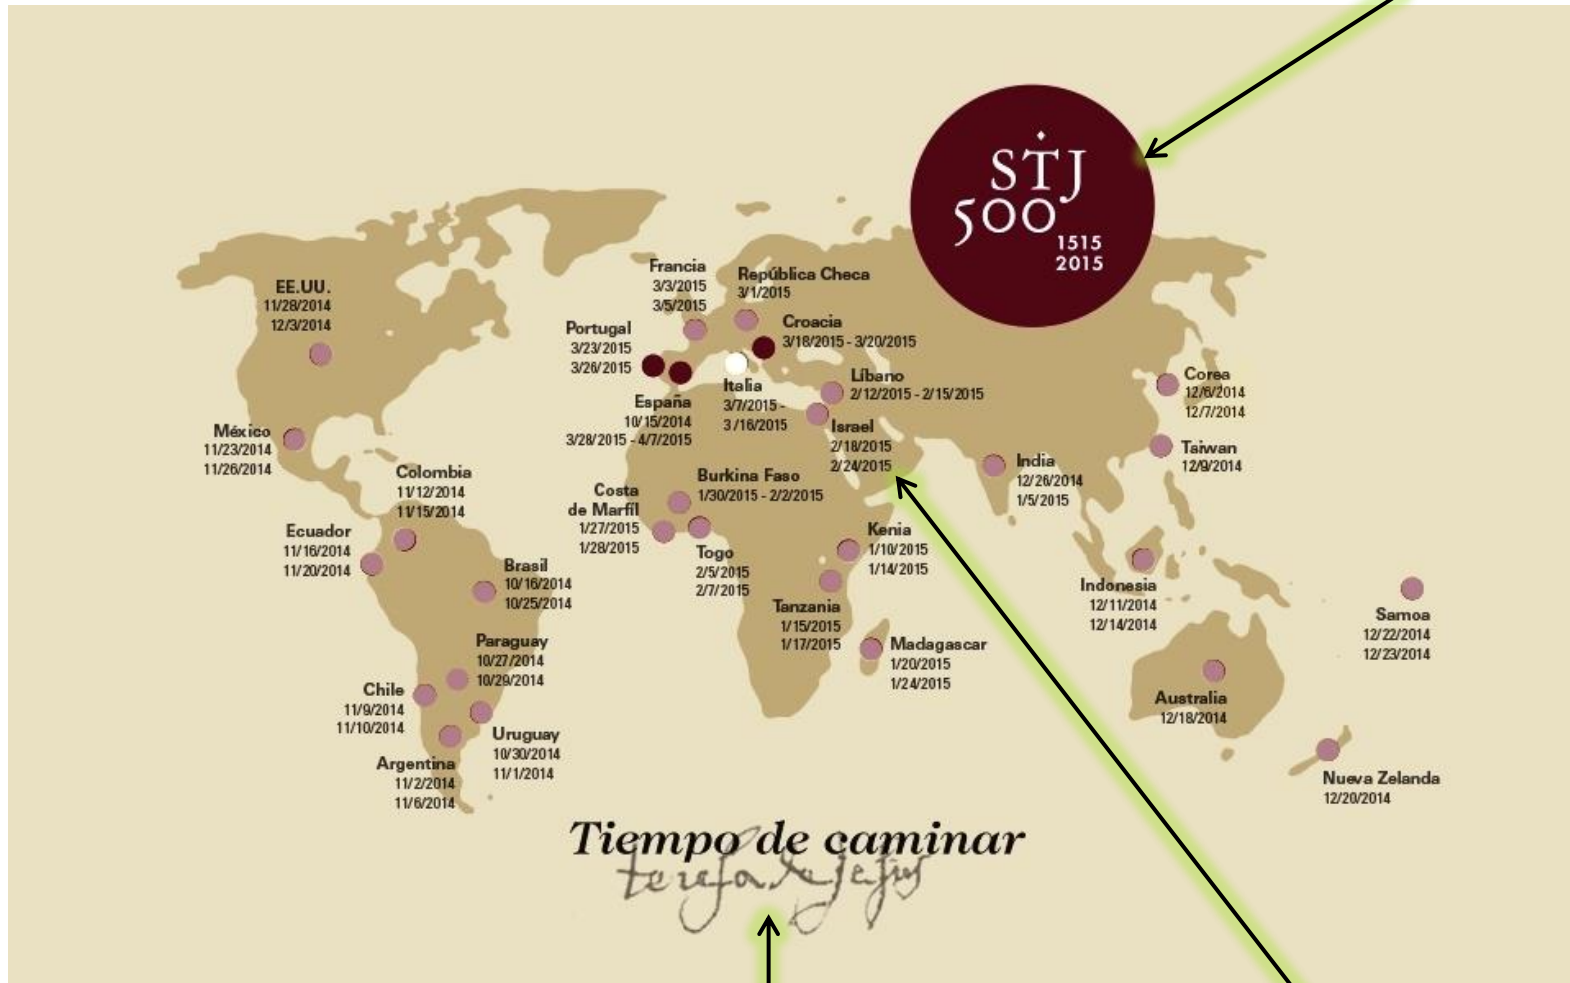 STJ
500
1515
2015
EE.UU.
11/28/2014
12/3/2014
Francia
3/3/2015
3/5/2015
República Checa
3/1/2015
Portugal
3/23/2015
3/26/2015
Croacia
3/18/2015 - 3/20/2015
España
10/15/2014
3/28/2015 - 4/7/2015
Italia
3/7/2015 -
3 /16/2015
Líbano
2/12/2015 - 2/15/2015
Israel
2/18/2015
2/24/2015
Corea
12/6/2014
12/7/2014
Taiwan
12/9/2014
India
12/26/2014
1/5/2015
México
11/23/2014
11/26/2014
Colombia
11/12/2014
11/15/2014
Ecuador
11/16/2014
11/20/2014
Brasil
10/16/2014
10/25/2014
Paraguay
10/27/2014
10/29/2014
Chile
11/9/2014
11/10/2014
Uruguay
10/30/2014
11/1/2014
Argentina
11/2/2014
11/6/2014
Burkina Faso
1/30/2015 - 2/2/2015
Costa
de Marfíl
1/27/2015
1/28/2015
Togo
2/5/2015
2/7/2015
Kenia
1/10/2015
1/14/2015
Tanzania
1/15/2015
1/17/2015
Madagascar
1/20/2015
1/24/2015
Indonesia
12/11/2014
12/14/2014
Samoa
12/22/2014
12/23/2014
Australia
12/18/2014
Nueva Zelanda
12/20/2014
Tiempo de caminar
teresa de jesus